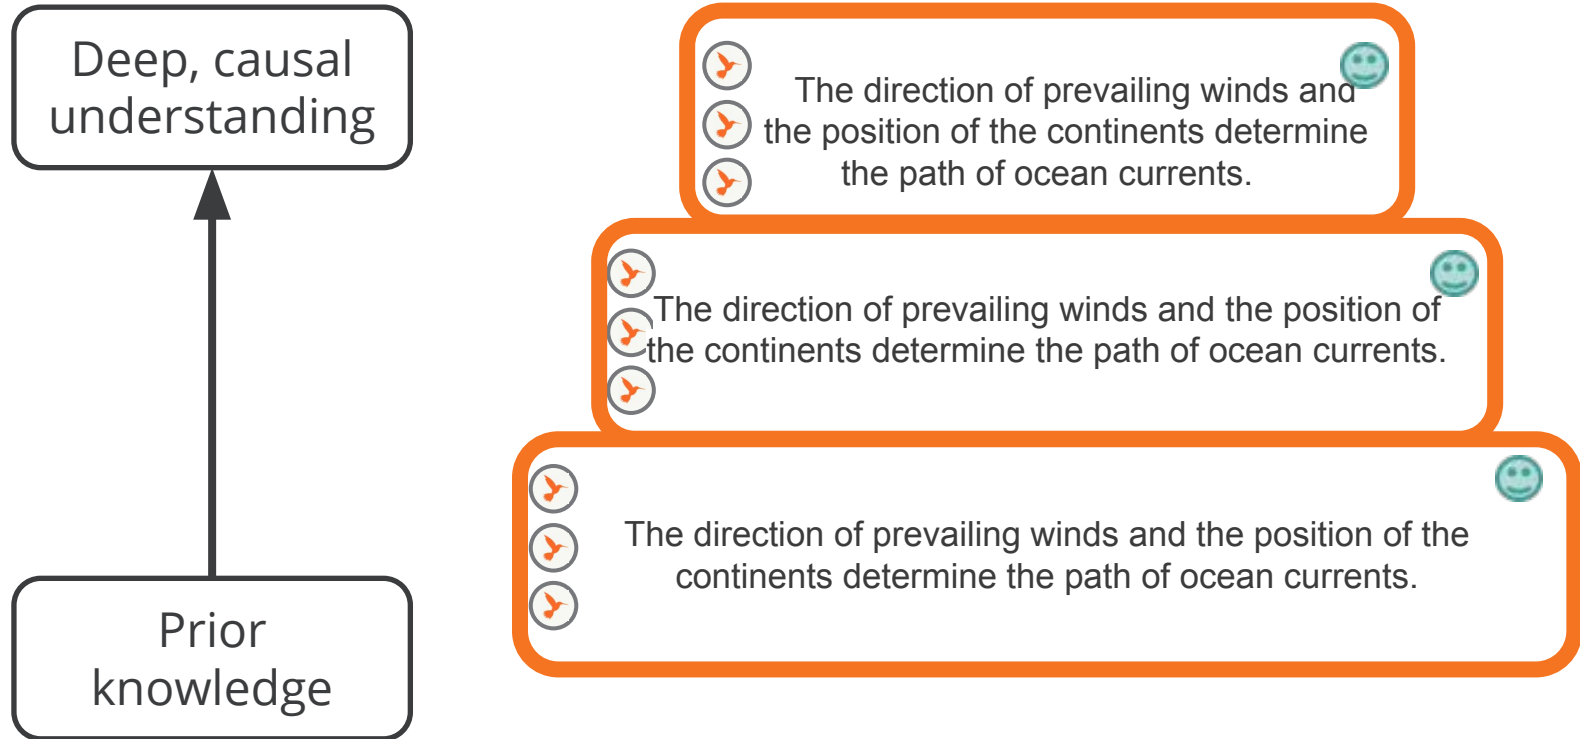 Deep, causal
understanding
Prior
knowledge
The direction of prevailing winds and
the position of the continents determine
the path of ocean currents.
The direction of prevailing winds and the position of
the continents determine the path of ocean currents.
The direction of prevailing winds and the position of the
continents determine the path of ocean currents.